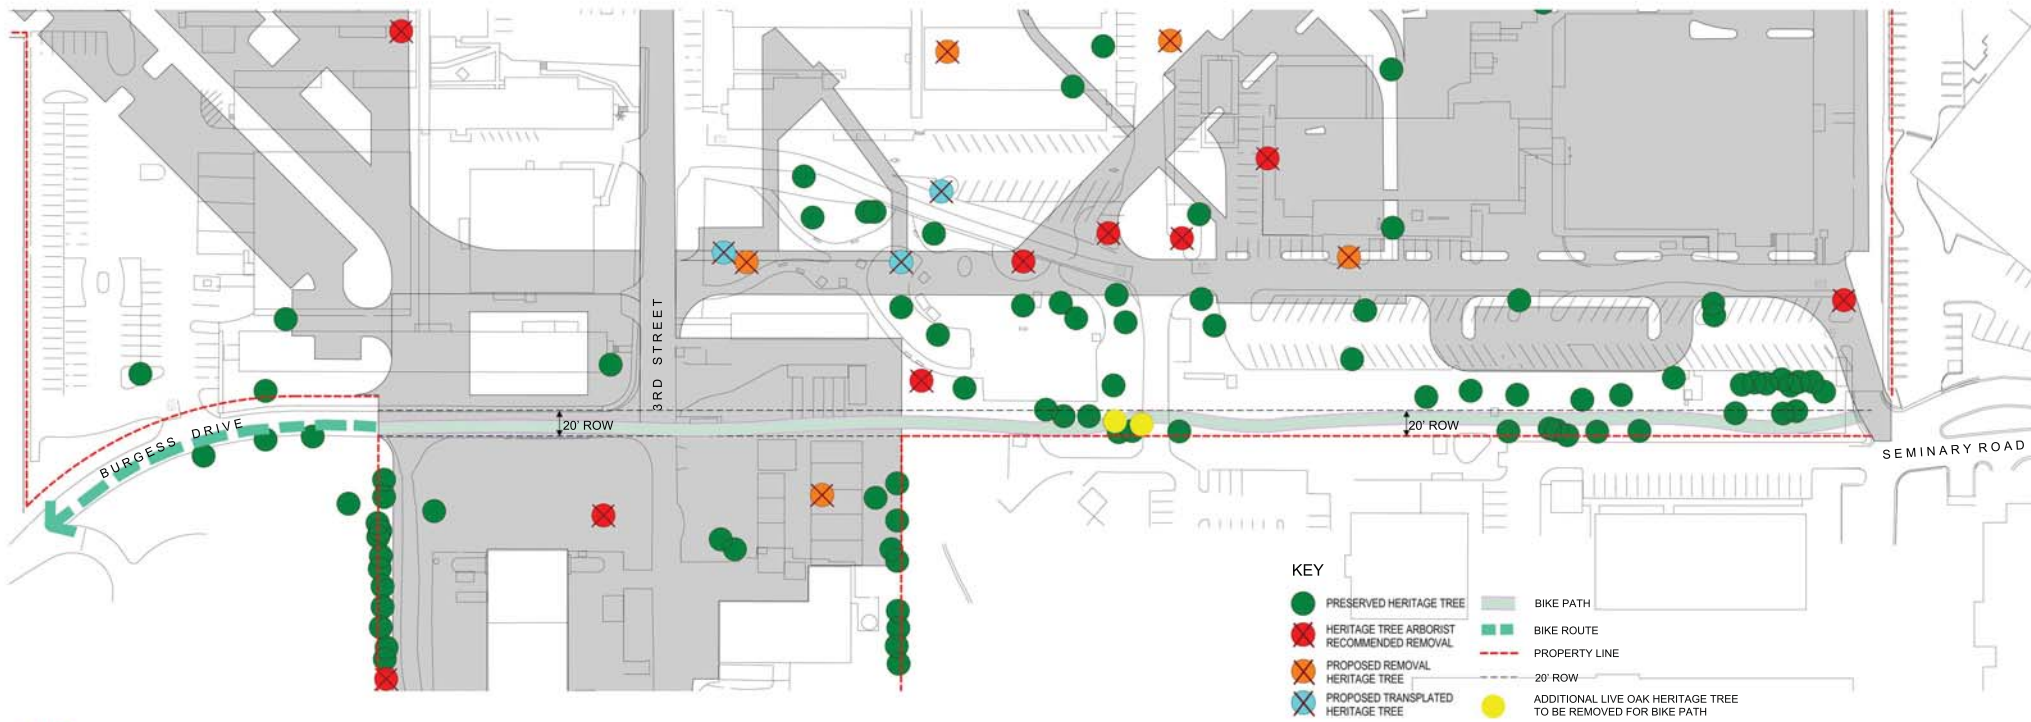 3RD STREET
BURGESS DRIVE
20' ROW
20' ROW
SEMINARY ROAD
KEY
PRESERVED HERITAGE TREE
HERITAGE TREE ARBORIST
RECOMMENDED REMOVAL
PROPOSED REMOVAL
HERITAGE TREE
PROPOSED TRANSPLATED
HERITAGE TREE
BIKE PATH
BIKE ROUTE
PROPERTY LINE
20' ROW
ADDITIONAL LIVE OAK HERITAGE TREE
TO BE REMOVED FOR BIKE PATH